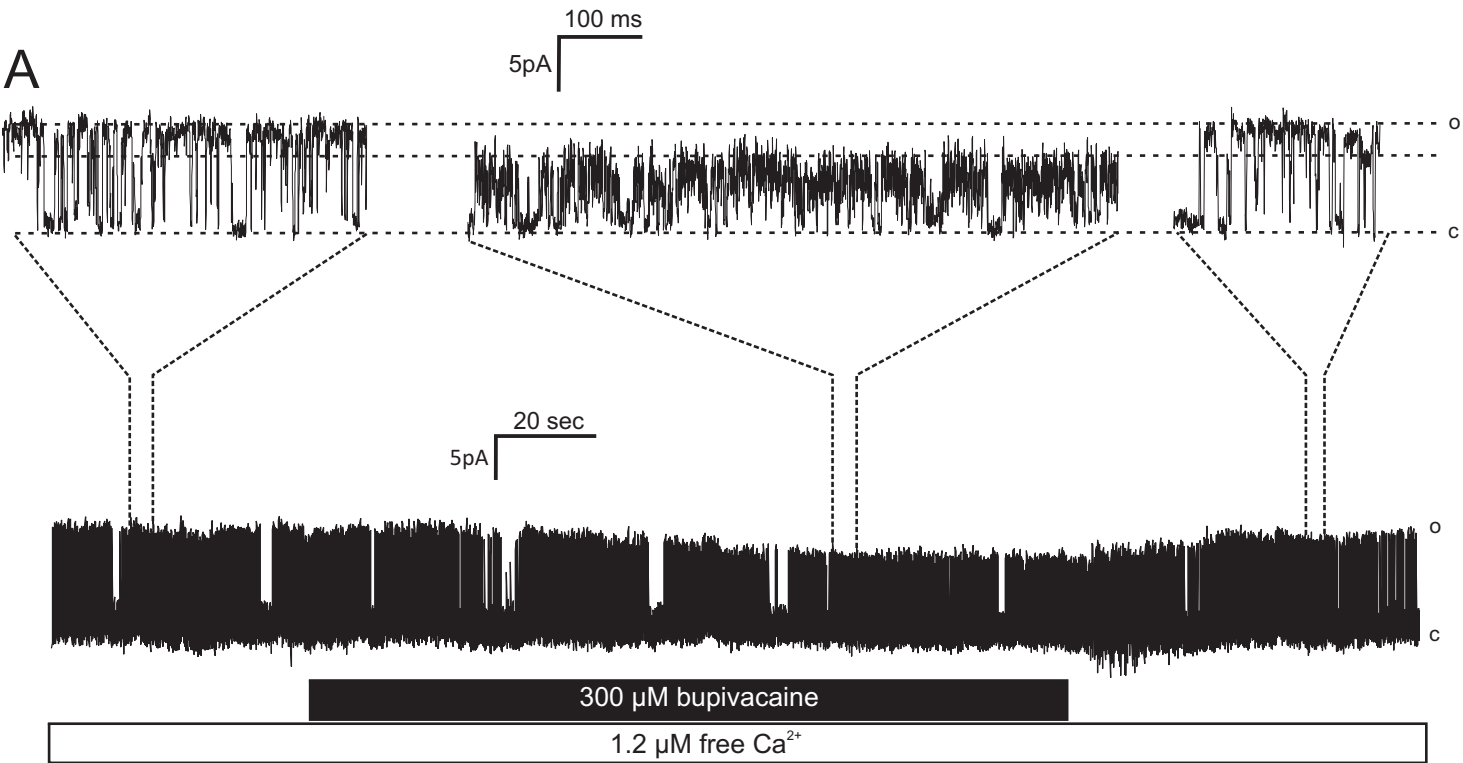 100 ms
A
5pA
o
c
20 sec
5pA
o
c
300 µM bupivacaine
1.2 µM free Ca²⁺